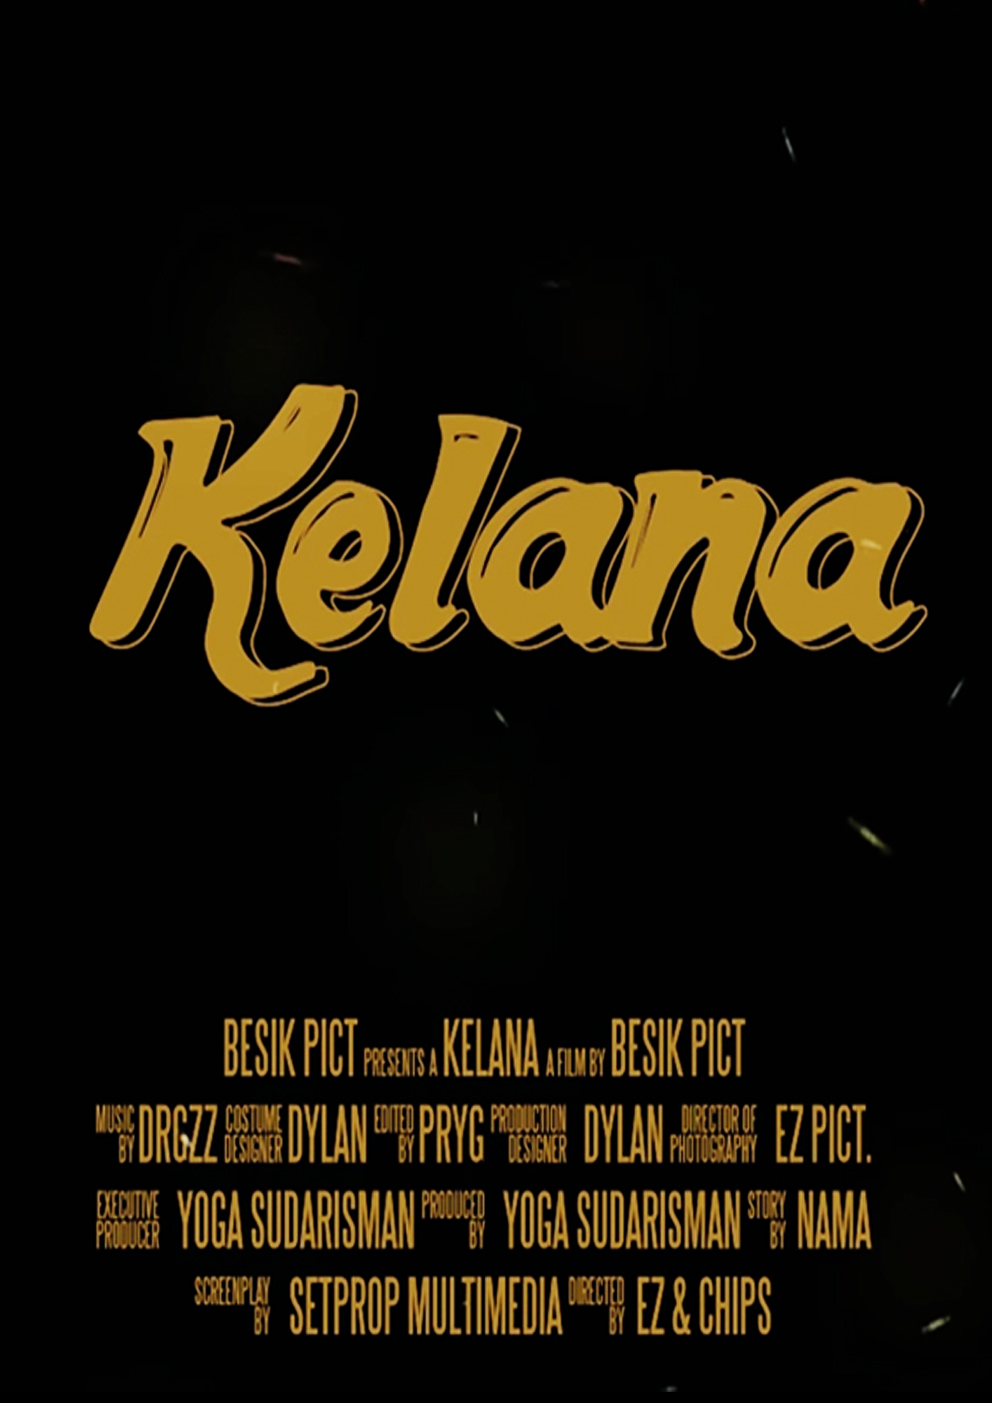 Kelana
BESIK PICT PRESENTS A KELANA A FILM BY BESIK PICT
MUSIC BY DRGZZ COSTUME DESIGNER DYLAN EDITED BY PRYG PRODUCTION DESIGNER DYLAN DIRECTOR OF PHOTOGRAPHY EZ PICT.
EXECUTIVE PRODUCER YOGA SUDARISMAN PRODUCED BY YOGA SUDARISMAN STORY BY NAMA
SCREENPLAY BY SETPROP MULTIMEDIA DIRECTED BY EZ & CHIPS